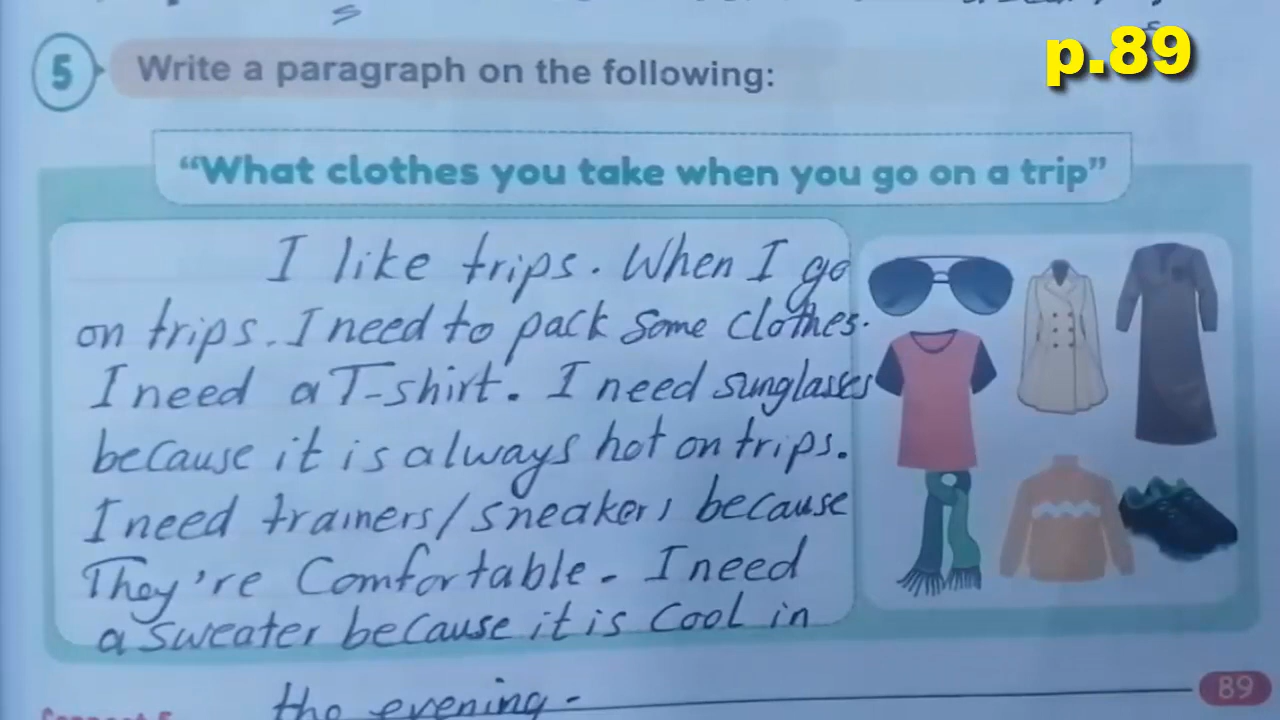 p.89
5 Write a paragraph on the following:
"What clothes you take when you go on a trip"
I like trips. When I go
on trips. I need to pack some clothes.
I need a T-shirt. I need sunglasses
because it is always hot on trips.
I need trainers/sneakers because
They're Comfortable. I need
a sweater because it is cool in
the evening.
89